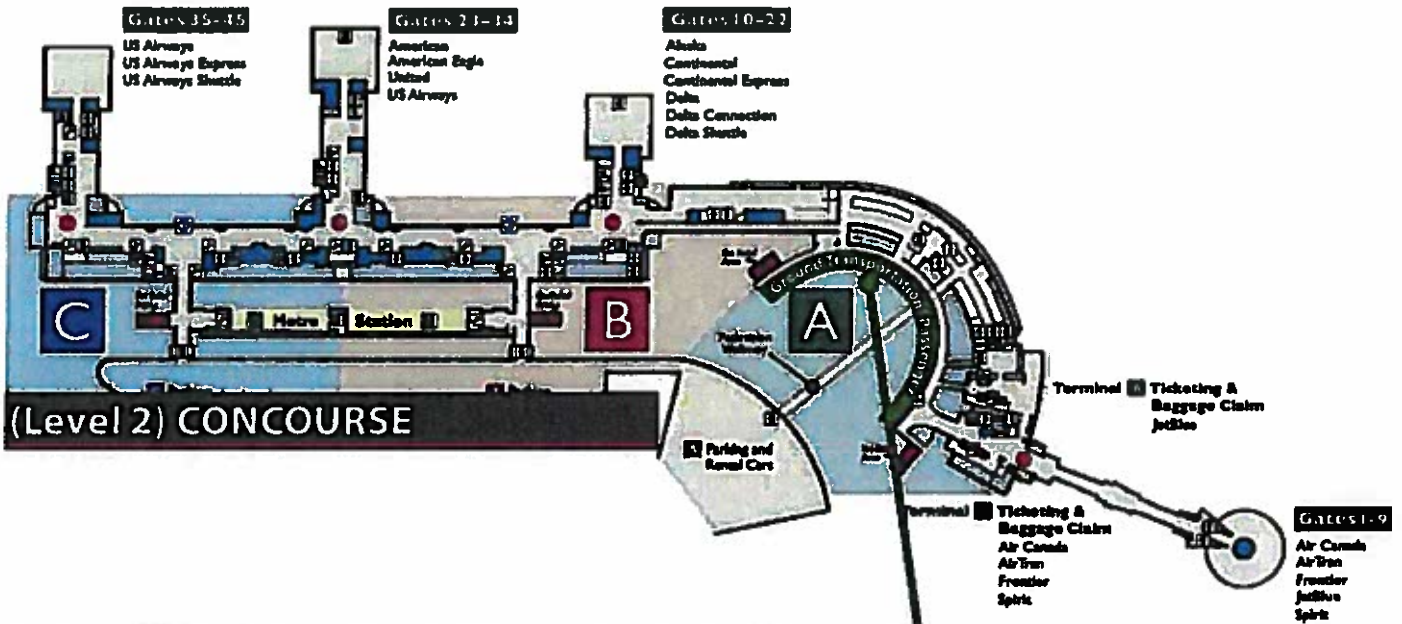 Gates 35-45
US Airways
US Airways Express
US Airways Shuttle
Gates 23-34
American
American Eagle
United
US Airways
Gates 10-22
Alaska
Continental
Continental Express
Delta
Delta Connection
Delta Shuttle
Ground Transportation Passenger
C
Metro Station
B
A
Pedestrian
Walkway
(Level 2) CONCOURSE
Parking and
Rental Cars
Terminal A Ticketing &
Baggage Claim
JetBlue
Terminal Ticketing &
Baggage Claim
Air Canada
AirTran
Frontier
Spirit
Gates 1-9
Air Canada
AirTran
Frontier
JetBlue
Spirit